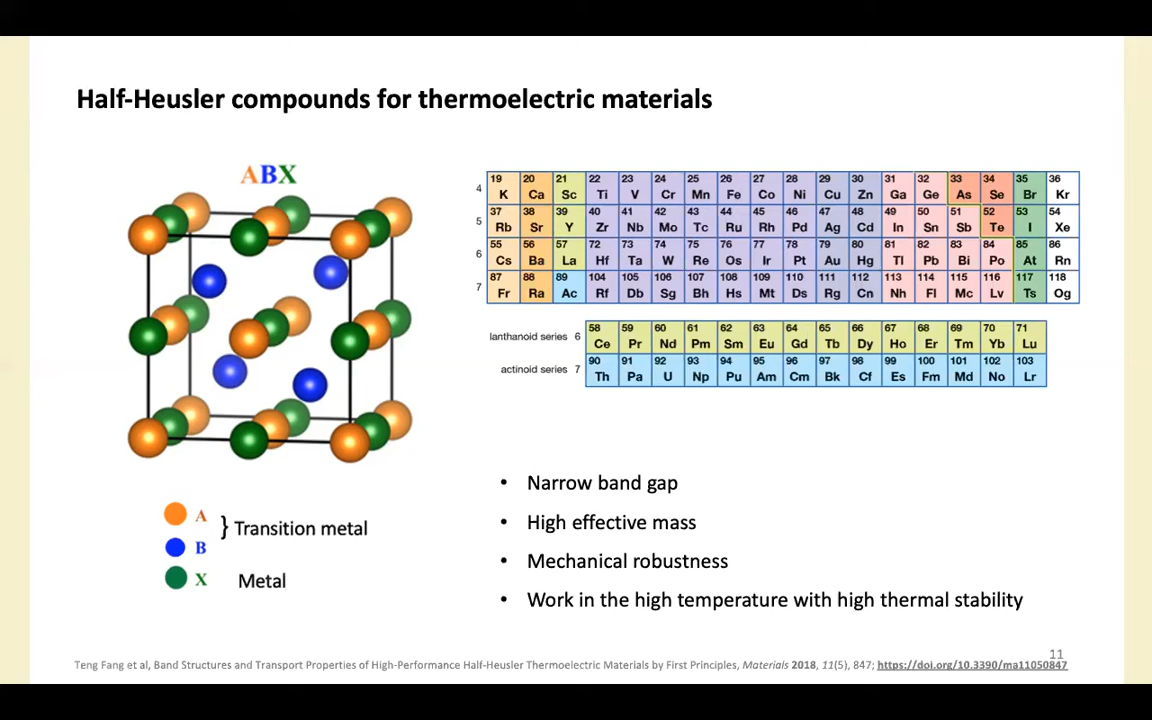 Half-Heusler compounds for thermoelectric materials
ABX
A
B
} Transition metal
X Metal
4 19 K 20 Ca 21 Sc 22 Ti 23 V 24 Cr 25 Mn 26 Fe 27 Co 28 Ni 29 Cu 30 Zn 31 Ga 32 Ge 33 As 34 Se 35 Br 36 Kr
5 37 Rb 38 Sr 39 Y 40 Zr 41 Nb 42 Mo 43 Tc 44 Ru 45 Rh 46 Pd 47 Ag 48 Cd 49 In 50 Sn 51 Sb 52 Te 53 I 54 Xe
6 55 Cs 56 Ba 57 La 72 Hf 73 Ta 74 W 75 Re 76 Os 77 Ir 78 Pt 79 Au 80 Hg 81 Tl 82 Pb 83 Bi 84 Po 85 At 86 Rn
7 87 Fr 88 Ra 89 Ac 104 Rf 105 Db 106 Sg 107 Bh 108 Hs 109 Mt 110 Ds 111 Rg 112 Cn 113 Nh 114 Fl 115 Mc 116 Lv 117 Ts 118 Og
lanthanoid series 6 58 Ce 59 Pr 60 Nd 61 Pm 62 Sm 63 Eu 64 Gd 65 Tb 66 Dy 67 Ho 68 Er 69 Tm 70 Yb 71 Lu
actinoid series 7 90 Th 91 Pa 92 U 93 Np 94 Pu 95 Am 96 Cm 97 Bk 98 Cf 99 Es 100 Fm 101 Md 102 No 103 Lr
• Narrow band gap
• High effective mass
• Mechanical robustness
• Work in the high temperature with high thermal stability
11
Teng Fang et al, Band Structures and Transport Properties of High-Performance Half-Heusler Thermoelectric Materials by First Principles, Materials 2018, 11(5), 847; https://doi.org/10.3390/ma11050847